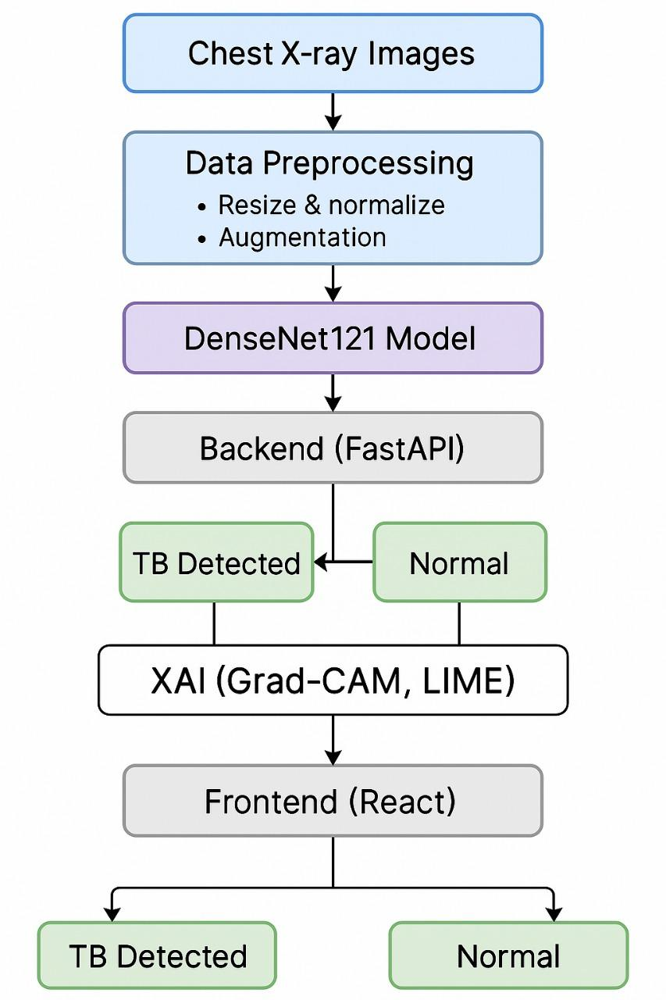 Chest X-ray Images
Data Preprocessing
• Resize & normalize
• Augmentation
DenseNet121 Model
Backend (FastAPI)
TB Detected
Normal
XAI (Grad-CAM, LIME)
Frontend (React)
TB Detected
Normal